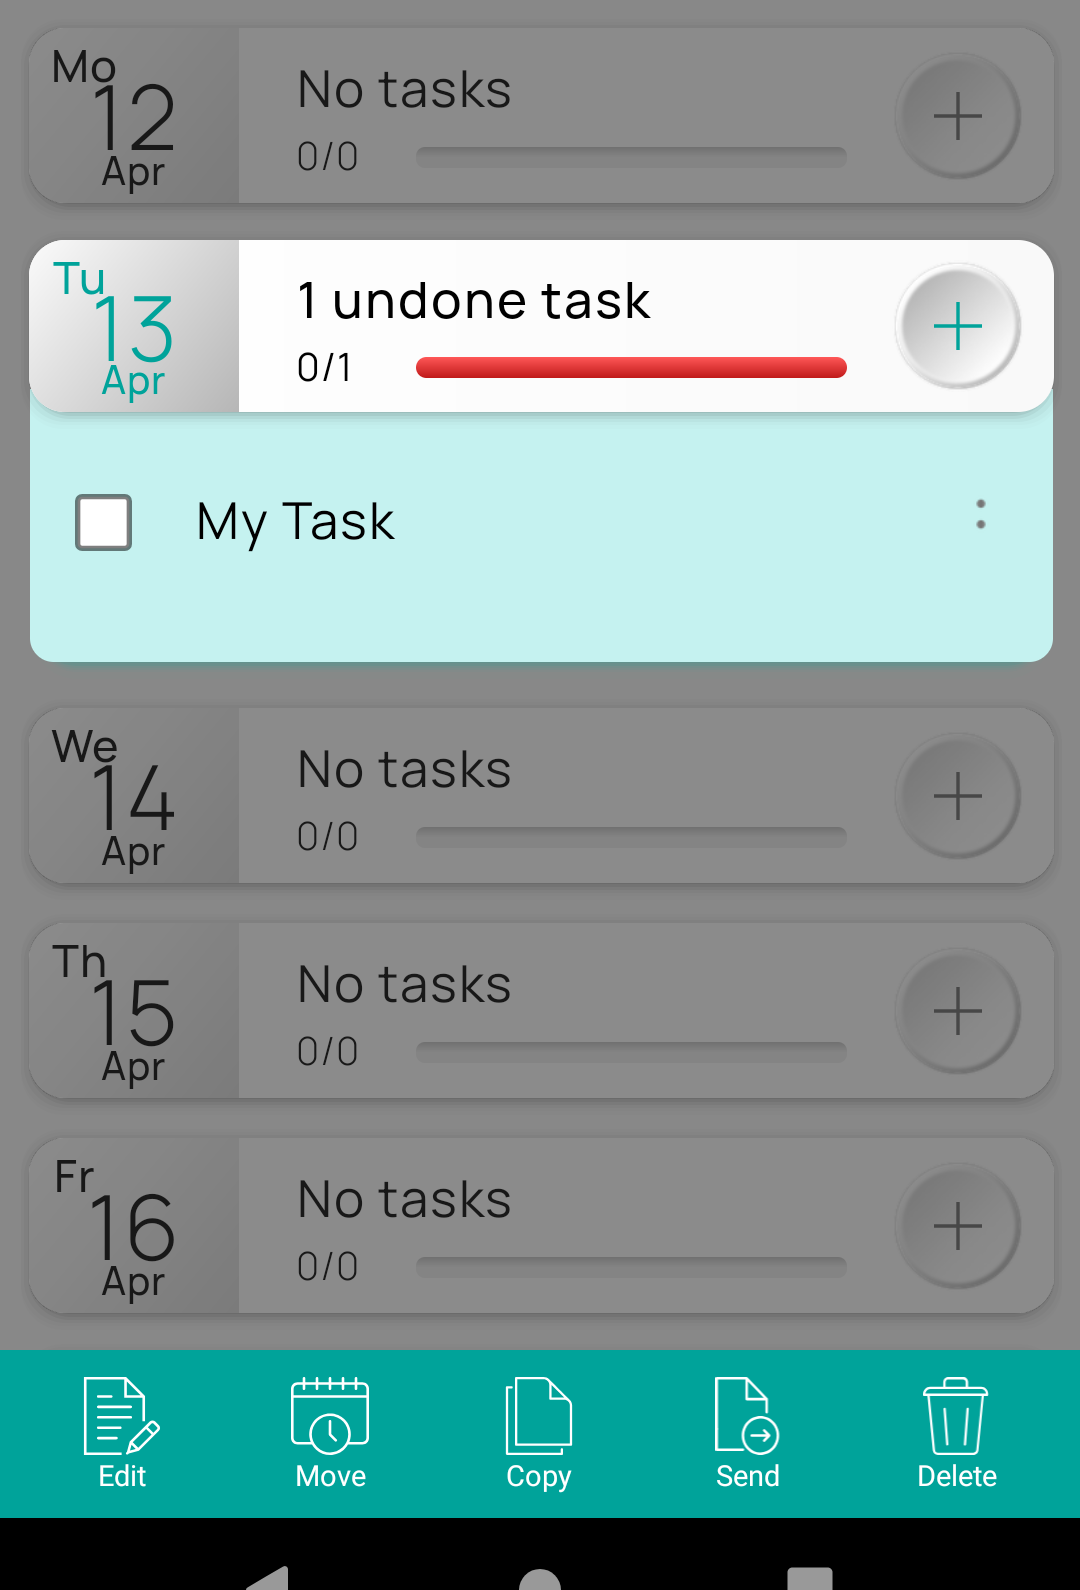 Mo
12
Apr
No tasks
0/0
Tu
13
Apr
1 undone task
0/1
My Task
We
14
Apr
No tasks
0/0
Th
15
Apr
No tasks
0/0
Fr
16
Apr
No tasks
0/0
Edit
Move
Copy
Send
Delete